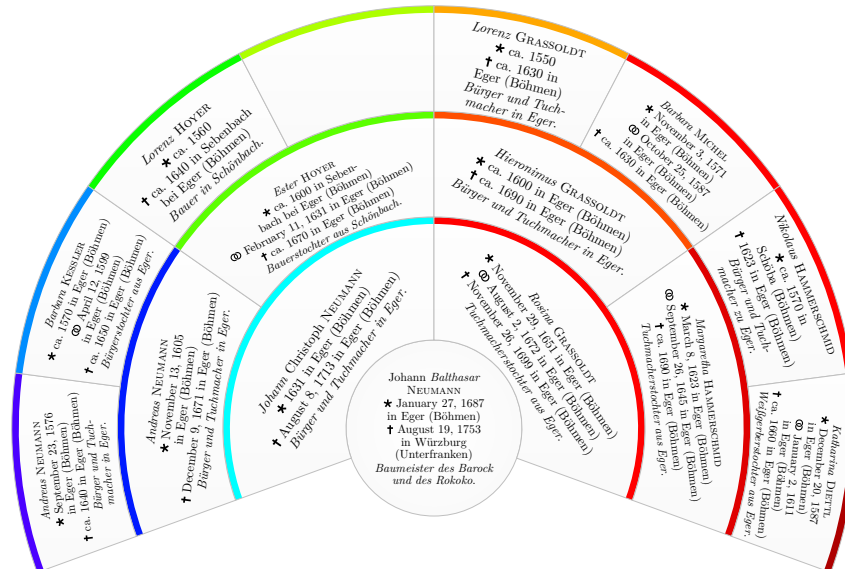 Andreas NEUMANN
★ September 23, 1576
in Eger (Böhmen)
✝ ca. 1640 in Eger
(Böhmen)
Bürger und Tuch-
macher in Eger.
Barbara KESSLER
★ ca. 1570 in Eger (Böhmen)
⚭ April 12, 1599
in Eger (Böhmen)
✝ ca. 1650 in Eger (Böhmen)
Bürgerstochter aus Eger.
Lorenz HOYER
★ ca. 1560
✝ ca. 1640 in Sebenbach
bei Eger (Böhmen)
Bauer in Schönbach.
Lorenz GRASSOLDT
★ ca. 1550
✝ ca. 1630 in
Eger (Böhmen)
Bürger und Tuch-
macher in Eger.
Barbara MICHEL
★ November 3, 1571
in Eger (Böhmen)
⚭ October 25, 1587
in Eger (Böhmen)
✝ ca. 1630 in Eger (Böhmen)
Nikolaus HAMMERSCHMID
★ ca. 1570 in
Schöba (Böhmen)
✝ 1623 in Eger (Böhmen)
Bürger und Tuch-
macher zu Eger.
Katharina DIETTL
★ December 20, 1587
⚭ January 2, 1611
in Eger (Böhmen)
✝ ca. 1660 in Eger (Böhmen)
Weißgerberstochter aus Eger.
Andreas NEUMANN
★ November 13, 1605
in Eger (Böhmen)
✝ December 9, 1671 in Eger (Böhmen)
Bürger und Tuchmacher in Eger.
Ester HOYER
★ ca. 1600 in Seben-
bach bei Eger (Böhmen)
⚭ February 11, 1631 in Eger (Böhmen)
✝ ca. 1670 in Eger (Böhmen)
Bauerstochter aus Schönbach.
Hieronimus GRASSOLDT
★ ca. 1600 in Eger (Böhmen)
✝ ca. 1690 in Eger (Böhmen)
Bürger und Tuchmacher in Eger.
Margaretha HAMMERSCHMID
★ March 8, 1623 in Eger (Böhmen)
⚭ September 26, 1645 in Eger (Böhmen)
✝ ca. 1690 in Eger (Böhmen)
Tuchmacherstochter aus Eger.
Johann Christoph NEUMANN
★ 1631 in Eger (Böhmen)
✝ August 8, 1713 in Eger (Böhmen)
Bürger und Tuchmacher in Eger.
Rosina GRASSOLDT
★ November 29, 1651 in Eger (Böhmen)
⚭ August 2, 1672 in Eger (Böhmen)
✝ November 26, 1699 in Eger (Böhmen)
Tuchmacherstochter aus Eger.
Johann Balthasar
NEUMANN
★ January 27, 1687
in Eger (Böhmen)
✝ August 19, 1753
in Würzburg
(Unterfranken)
Baumeister des Barock
und des Rokoko.